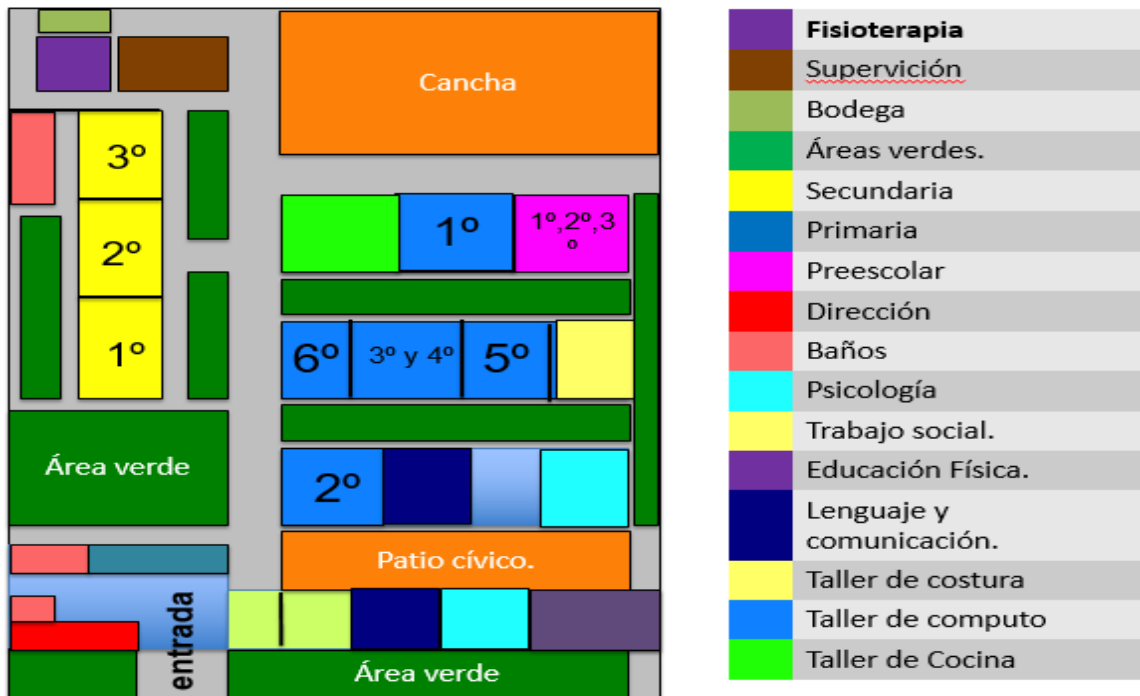 Cancha
3º
1º
1º,2º,3
º
2º
6º
3º y 4º
5º
1º
Área verde
2º
Patio cívico.
entrada
Área verde
Fisioterapia
Supervición
Bodega
Áreas verdes.
Secundaria
Primaria
Preescolar
Dirección
Baños
Psicología
Trabajo social.
Educación Física.
Lenguaje y
comunicación.
Taller de costura
Taller de computo
Taller de Cocina